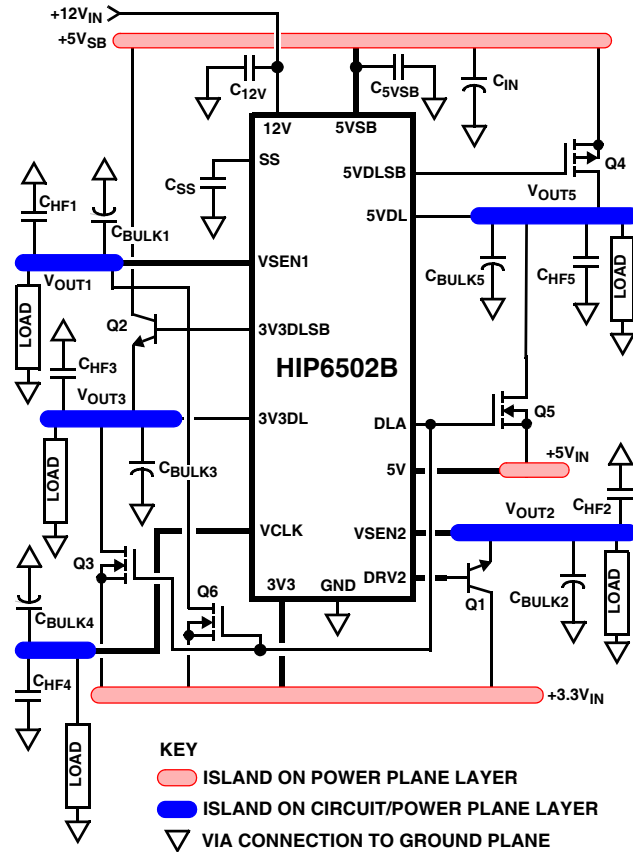 +12VIN
+5VSB
C12V
C5VSB
CIN
12V
5VSB
SS
CSS
5VDLSB
Q4
CHF1
CBULK1
VOUT5
5VDL
VSEN1
VOUT1
CBULK5
CHF5
LOAD
LOAD
Q2
3V3DLSB
CHF3
HIP6502B
VOUT3
3V3DL
DLA
Q5
+5VIN
5V
LOAD
CBULK3
CHF2
VCLK
VSEN2
VOUT2
Q3
Q6
3V3
GND
DRV2
Q1
CBULK2
LOAD
CBULK4
CHF4
+3.3VIN
LOAD
KEY
ISLAND ON POWER PLANE LAYER
ISLAND ON CIRCUIT/POWER PLANE LAYER
VIA CONNECTION TO GROUND PLANE